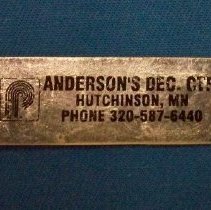 ANDERSON'S DEC. CTR
HUTCHINSON, MN
PHONE 320-587-6440